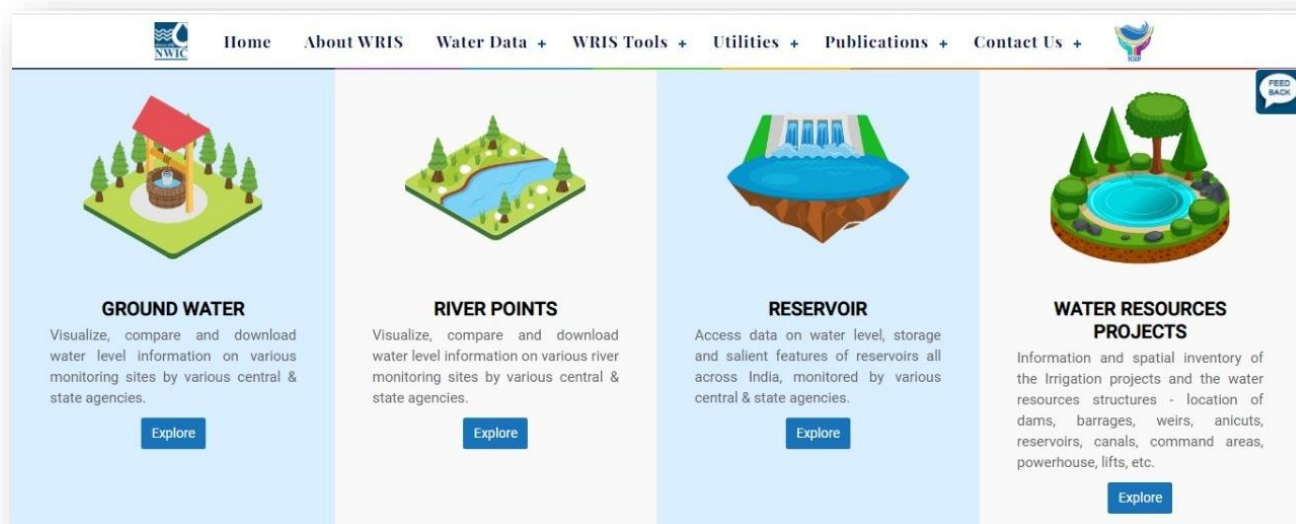 NWIC
Home About WRIS Water Data + WRIS Tools + Utilities + Publications + Contact Us +
FEED
BACK
GROUND WATER
Visualize, compare and download
water level information on various
monitoring sites by various central &
state agencies.
Explore
RIVER POINTS
Visualize, compare and download
water level information on various river
monitoring sites by various central &
state agencies.
Explore
RESERVOIR
Access data on water level, storage
and salient features of reservoirs all
across India, monitored by various
central & state agencies.
Explore
WATER RESOURCES
PROJECTS
Information and spatial inventory of
the Irrigation projects and the water
resources structures - location of
dams, barrages, weirs, anicuts,
reservoirs, canals, command areas,
powerhouse, lifts, etc.
Explore